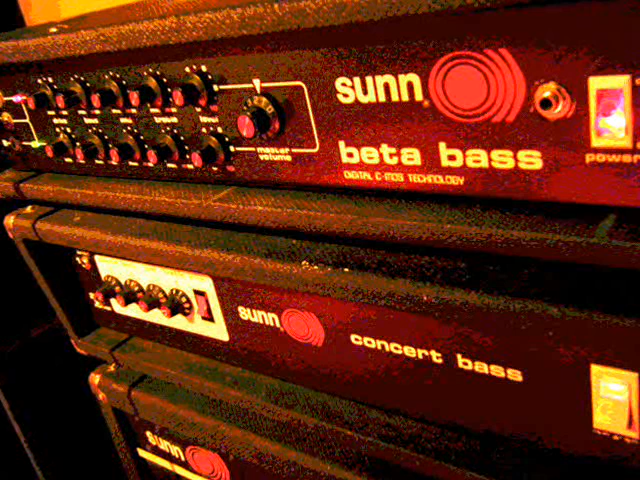 sunn
beta bass
DIGITAL C-MOS TECHNOLOGY
master
volume
power
sunn
concert bass
sunn